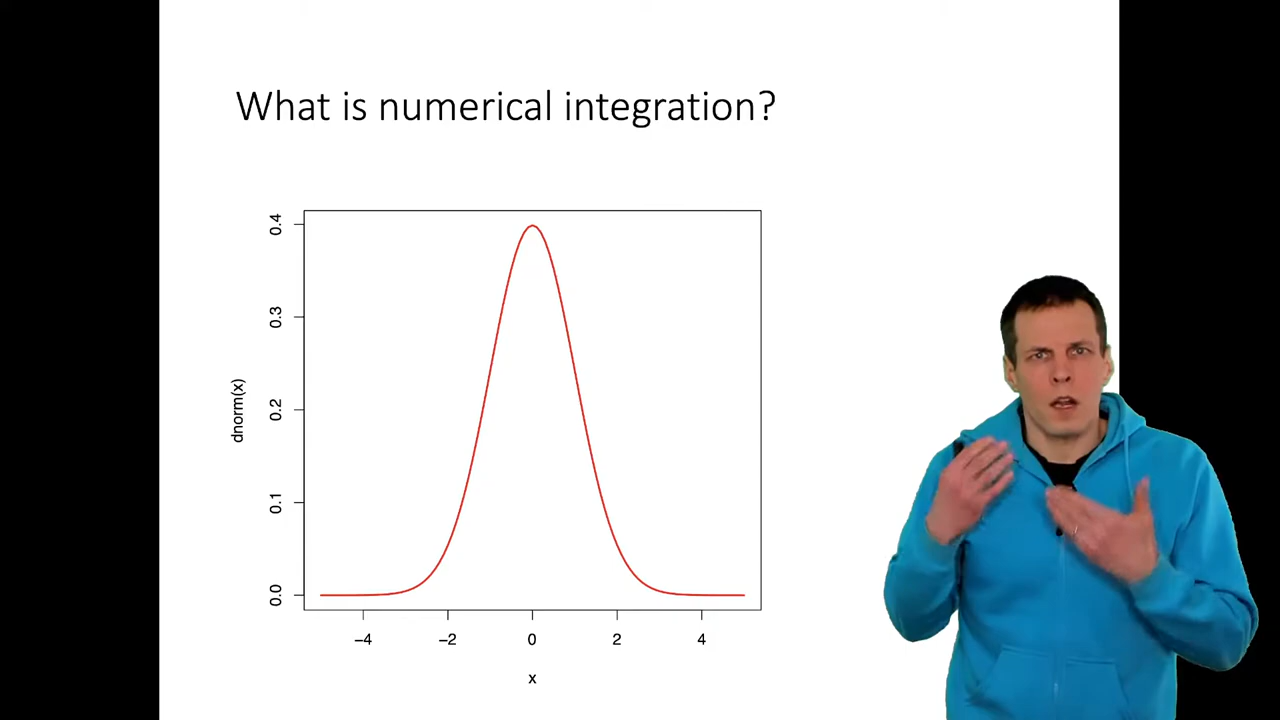 What is numerical integration?
0.4
0.3
0.2
0.1
0.0
dnorm(x)
−4 −2 0 2 4
x